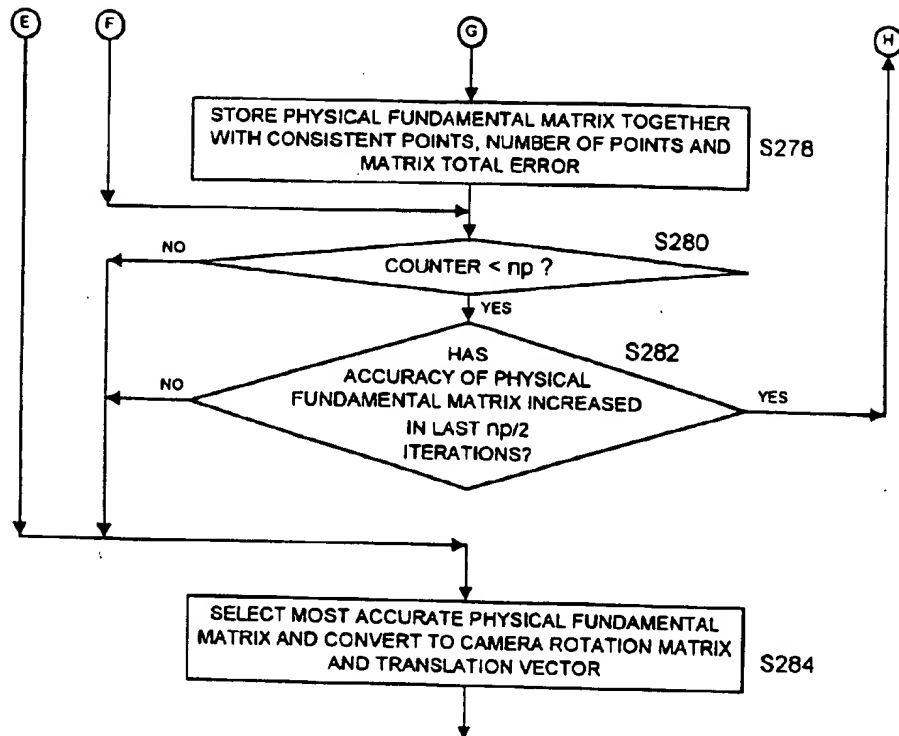 E
F
G
H
STORE PHYSICAL FUNDAMENTAL MATRIX TOGETHER
WITH CONSISTENT POINTS, NUMBER OF POINTS AND
MATRIX TOTAL ERROR
S278
S280
NO
COUNTER < np ?
YES
S282
HAS
ACCURACY OF PHYSICAL
FUNDAMENTAL MATRIX INCREASED
IN LAST np/2
ITERATIONS?
NO
YES
SELECT MOST ACCURATE PHYSICAL FUNDAMENTAL
MATRIX AND CONVERT TO CAMERA ROTATION MATRIX
AND TRANSLATION VECTOR
S284